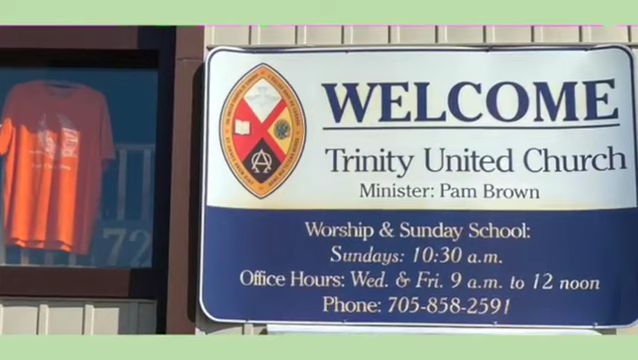 WELCOME
Trinity United Church
Minister: Pam Brown
Worship & Sunday School:
Sundays: 10:30 a.m.
Office Hours: Wed. & Fri. 9 a.m. to 12 noon
Phone: 705-858-2591
72